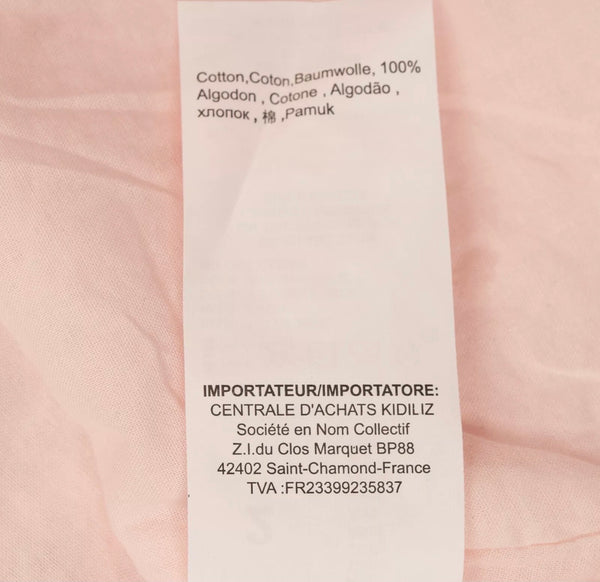 Cotton,Coton,Baumwolle, 100%
Algodon , Cotone , Algodão ,
хлопок , 棉 ,Pamuk
IMPORTATEUR/IMPORTATORE:
CENTRALE D'ACHATS KIDILIZ
Société en Nom Collectif
Z.I.du Clos Marquet BP88
42402 Saint-Chamond-France
TVA :FR23399235837